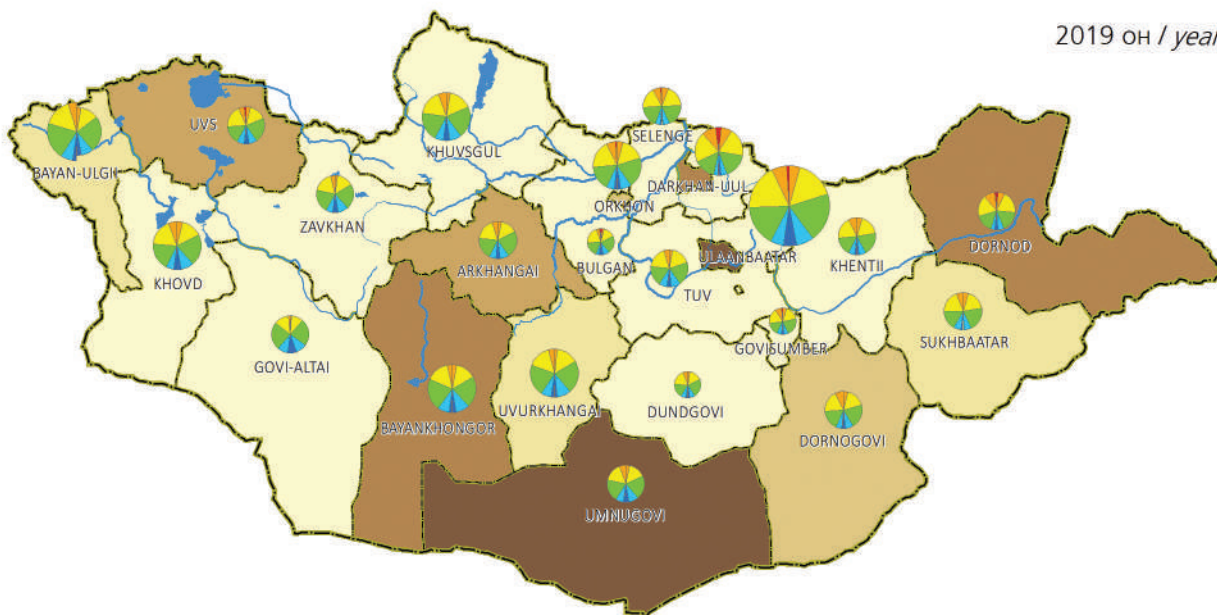 2019 он / year
UVS
BAYAN-ULGII
KHUVSGUL
SELENGE
DARKHAN-UUL
ZAVKHAN
ORKHON
KHOVD
ARKHANGAI
BULGAN
ULAANBAATAR
KHENTII
DORNOD
TUV
GOVI-ALTAI
GOVISUMBER
SUKHBAATAR
BAYANKHONGOR
UVURKHANGAI
DUNDGOVI
DORNOGOVI
UMNUGOVI